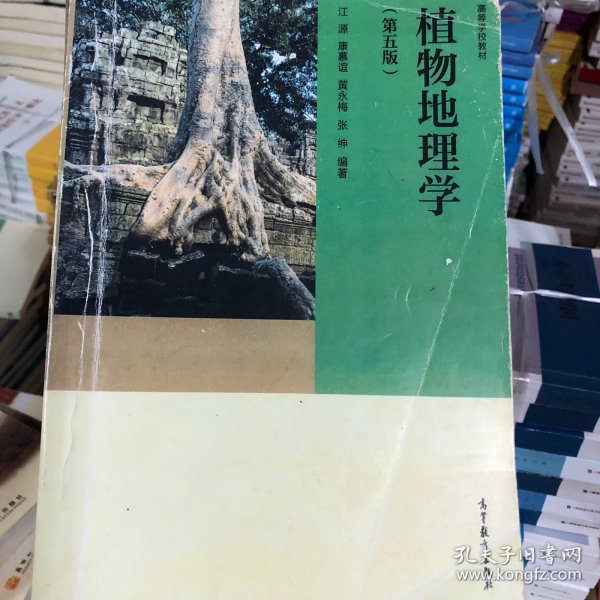 高等学校教材
植物地理学
(第五版)
江源 康慕谊 黄永梅 张绅 编著
高等教育出版社
孔夫子旧书网
www.kongfz.com